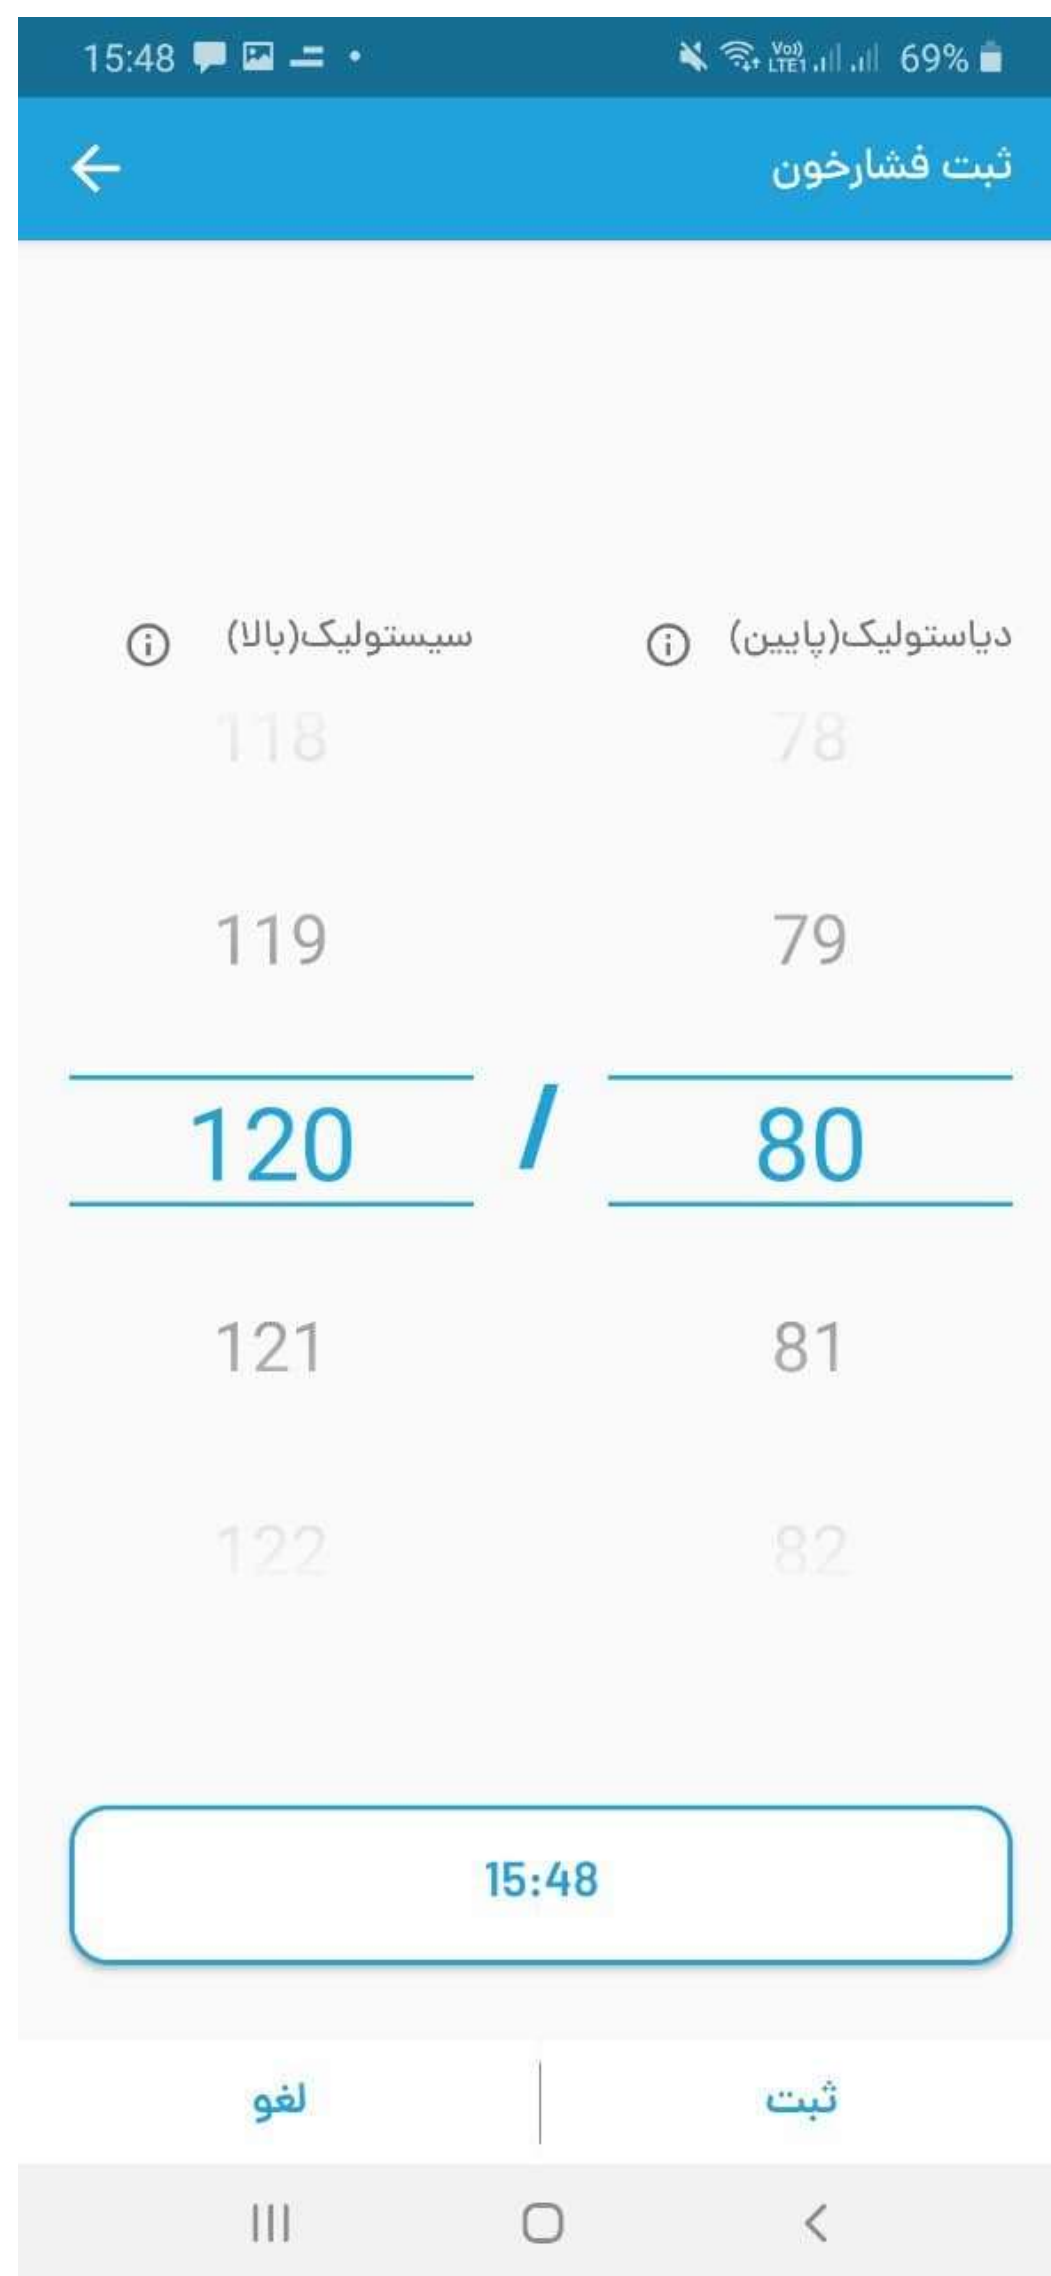 15:48 69%
ثبت فشارخون
دیاستولیک(پایین) سیستولیک(بالا)
118 78
119 79
120 / 80
121 81
122 82
15:48
ثبت لغو